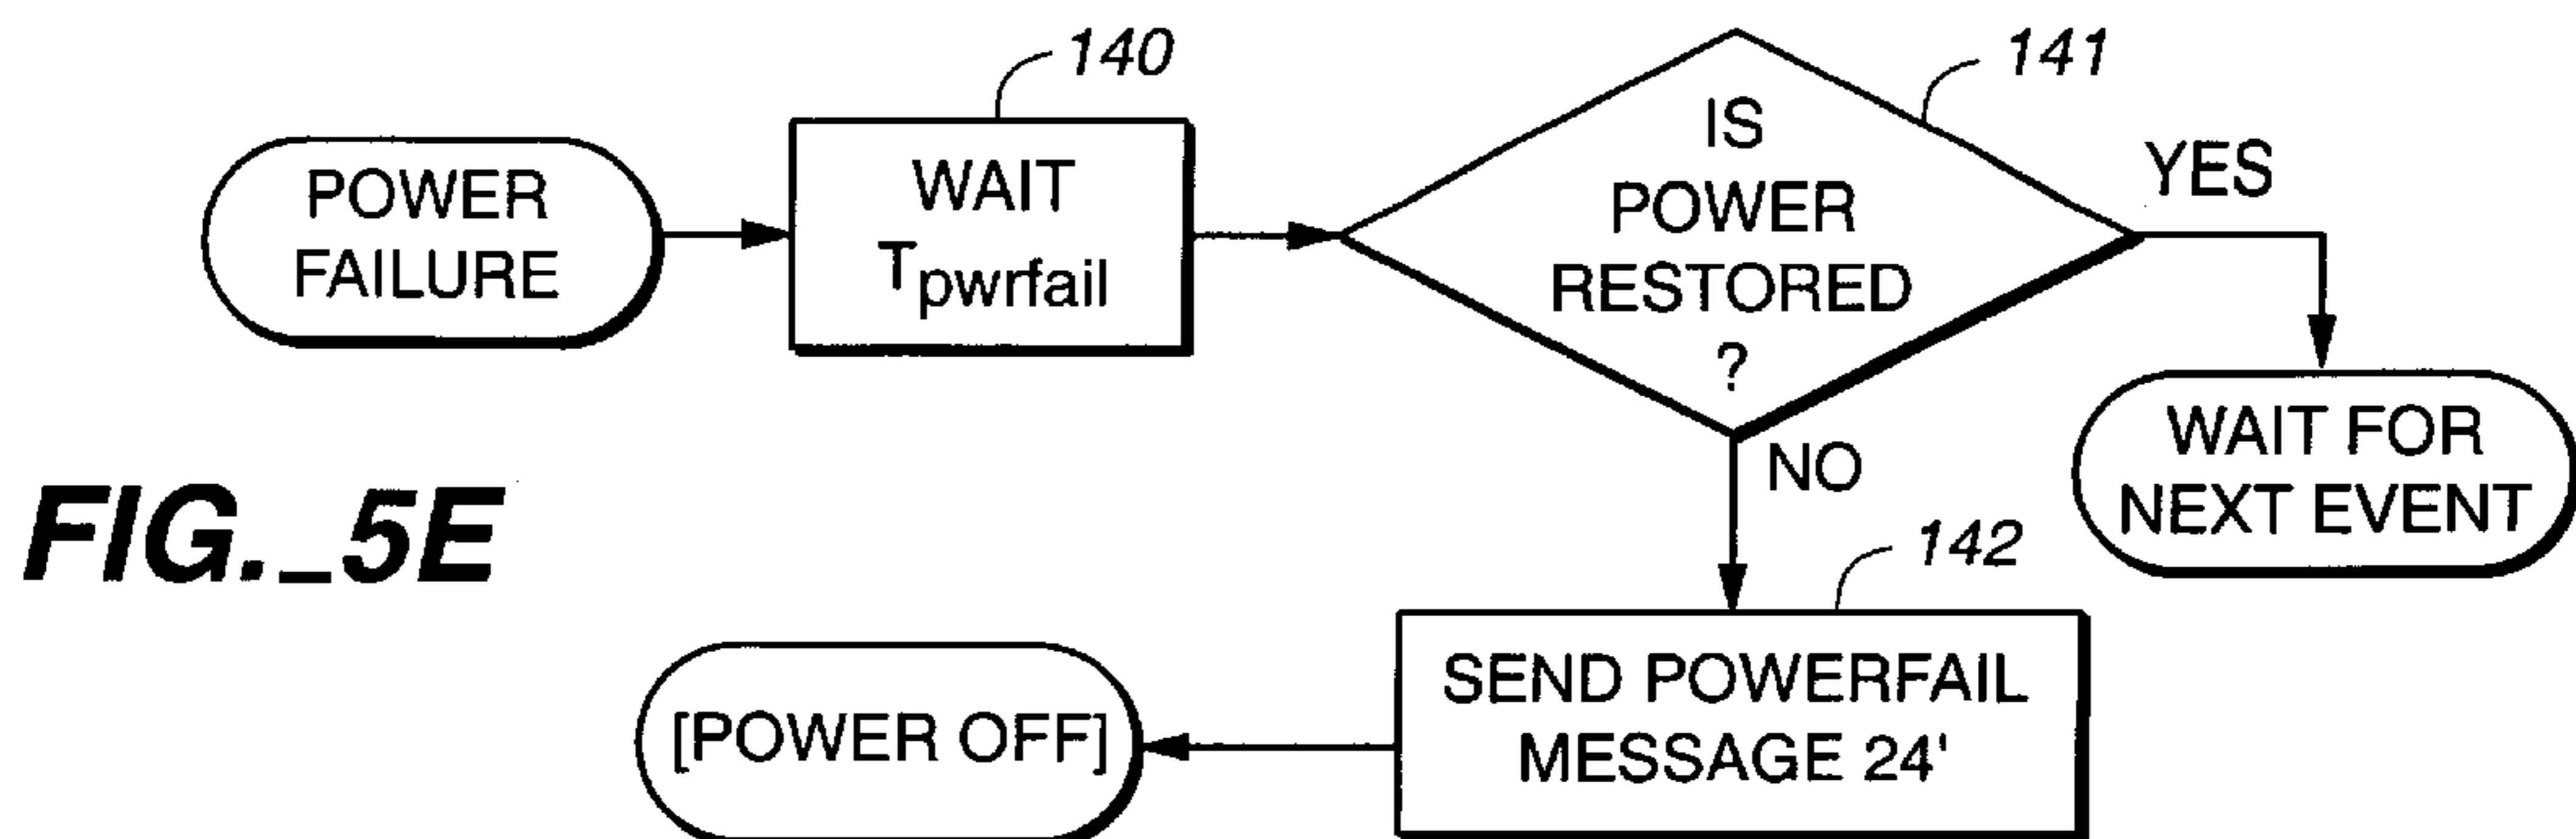 POWER
FAILURE
140
WAIT
Tpwrfail
141
IS
POWER
RESTORED
?
YES
WAIT FOR
NEXT EVENT
NO
142
SEND POWERFAIL
MESSAGE 24'
[POWER OFF]
FIG._5E